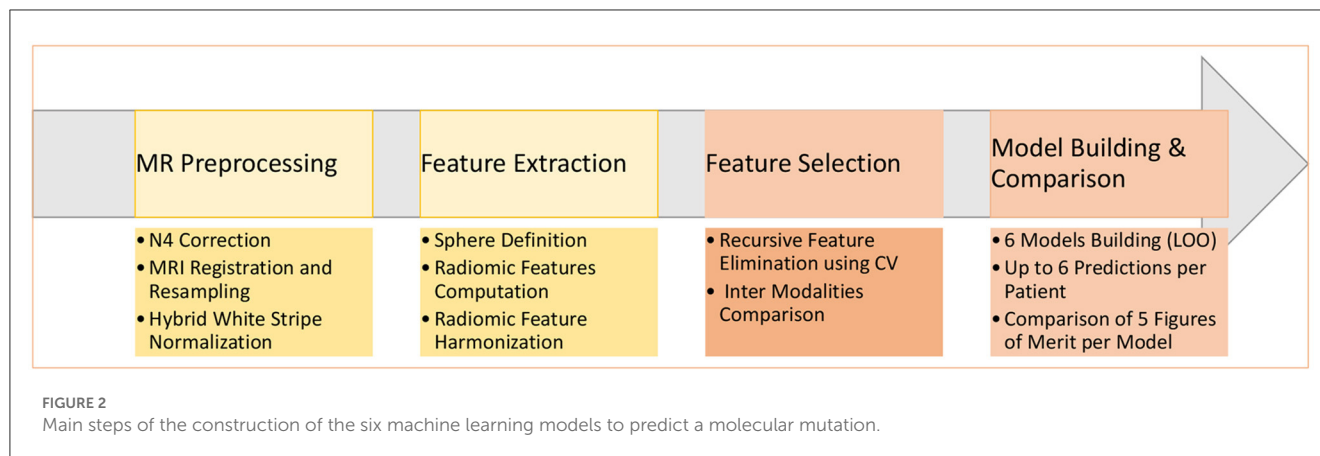 MR Preprocessing
• N4 Correction
• MRI Registration and
Resampling
• Hybrid White Stripe
Normalization
Feature Extraction
• Sphere Definition
• Radiomic Features
Computation
• Radiomic Feature
Harmonization
Feature Selection
• Recursive Feature
Elimination using CV
• Inter Modalities
Comparison
Model Building &
Comparison
• 6 Models Building (LOO)
• Up to 6 Predictions per
Patient
• Comparison of 5 Figures
of Merit per Model
FIGURE 2
Main steps of the construction of the six machine learning models to predict a molecular mutation.